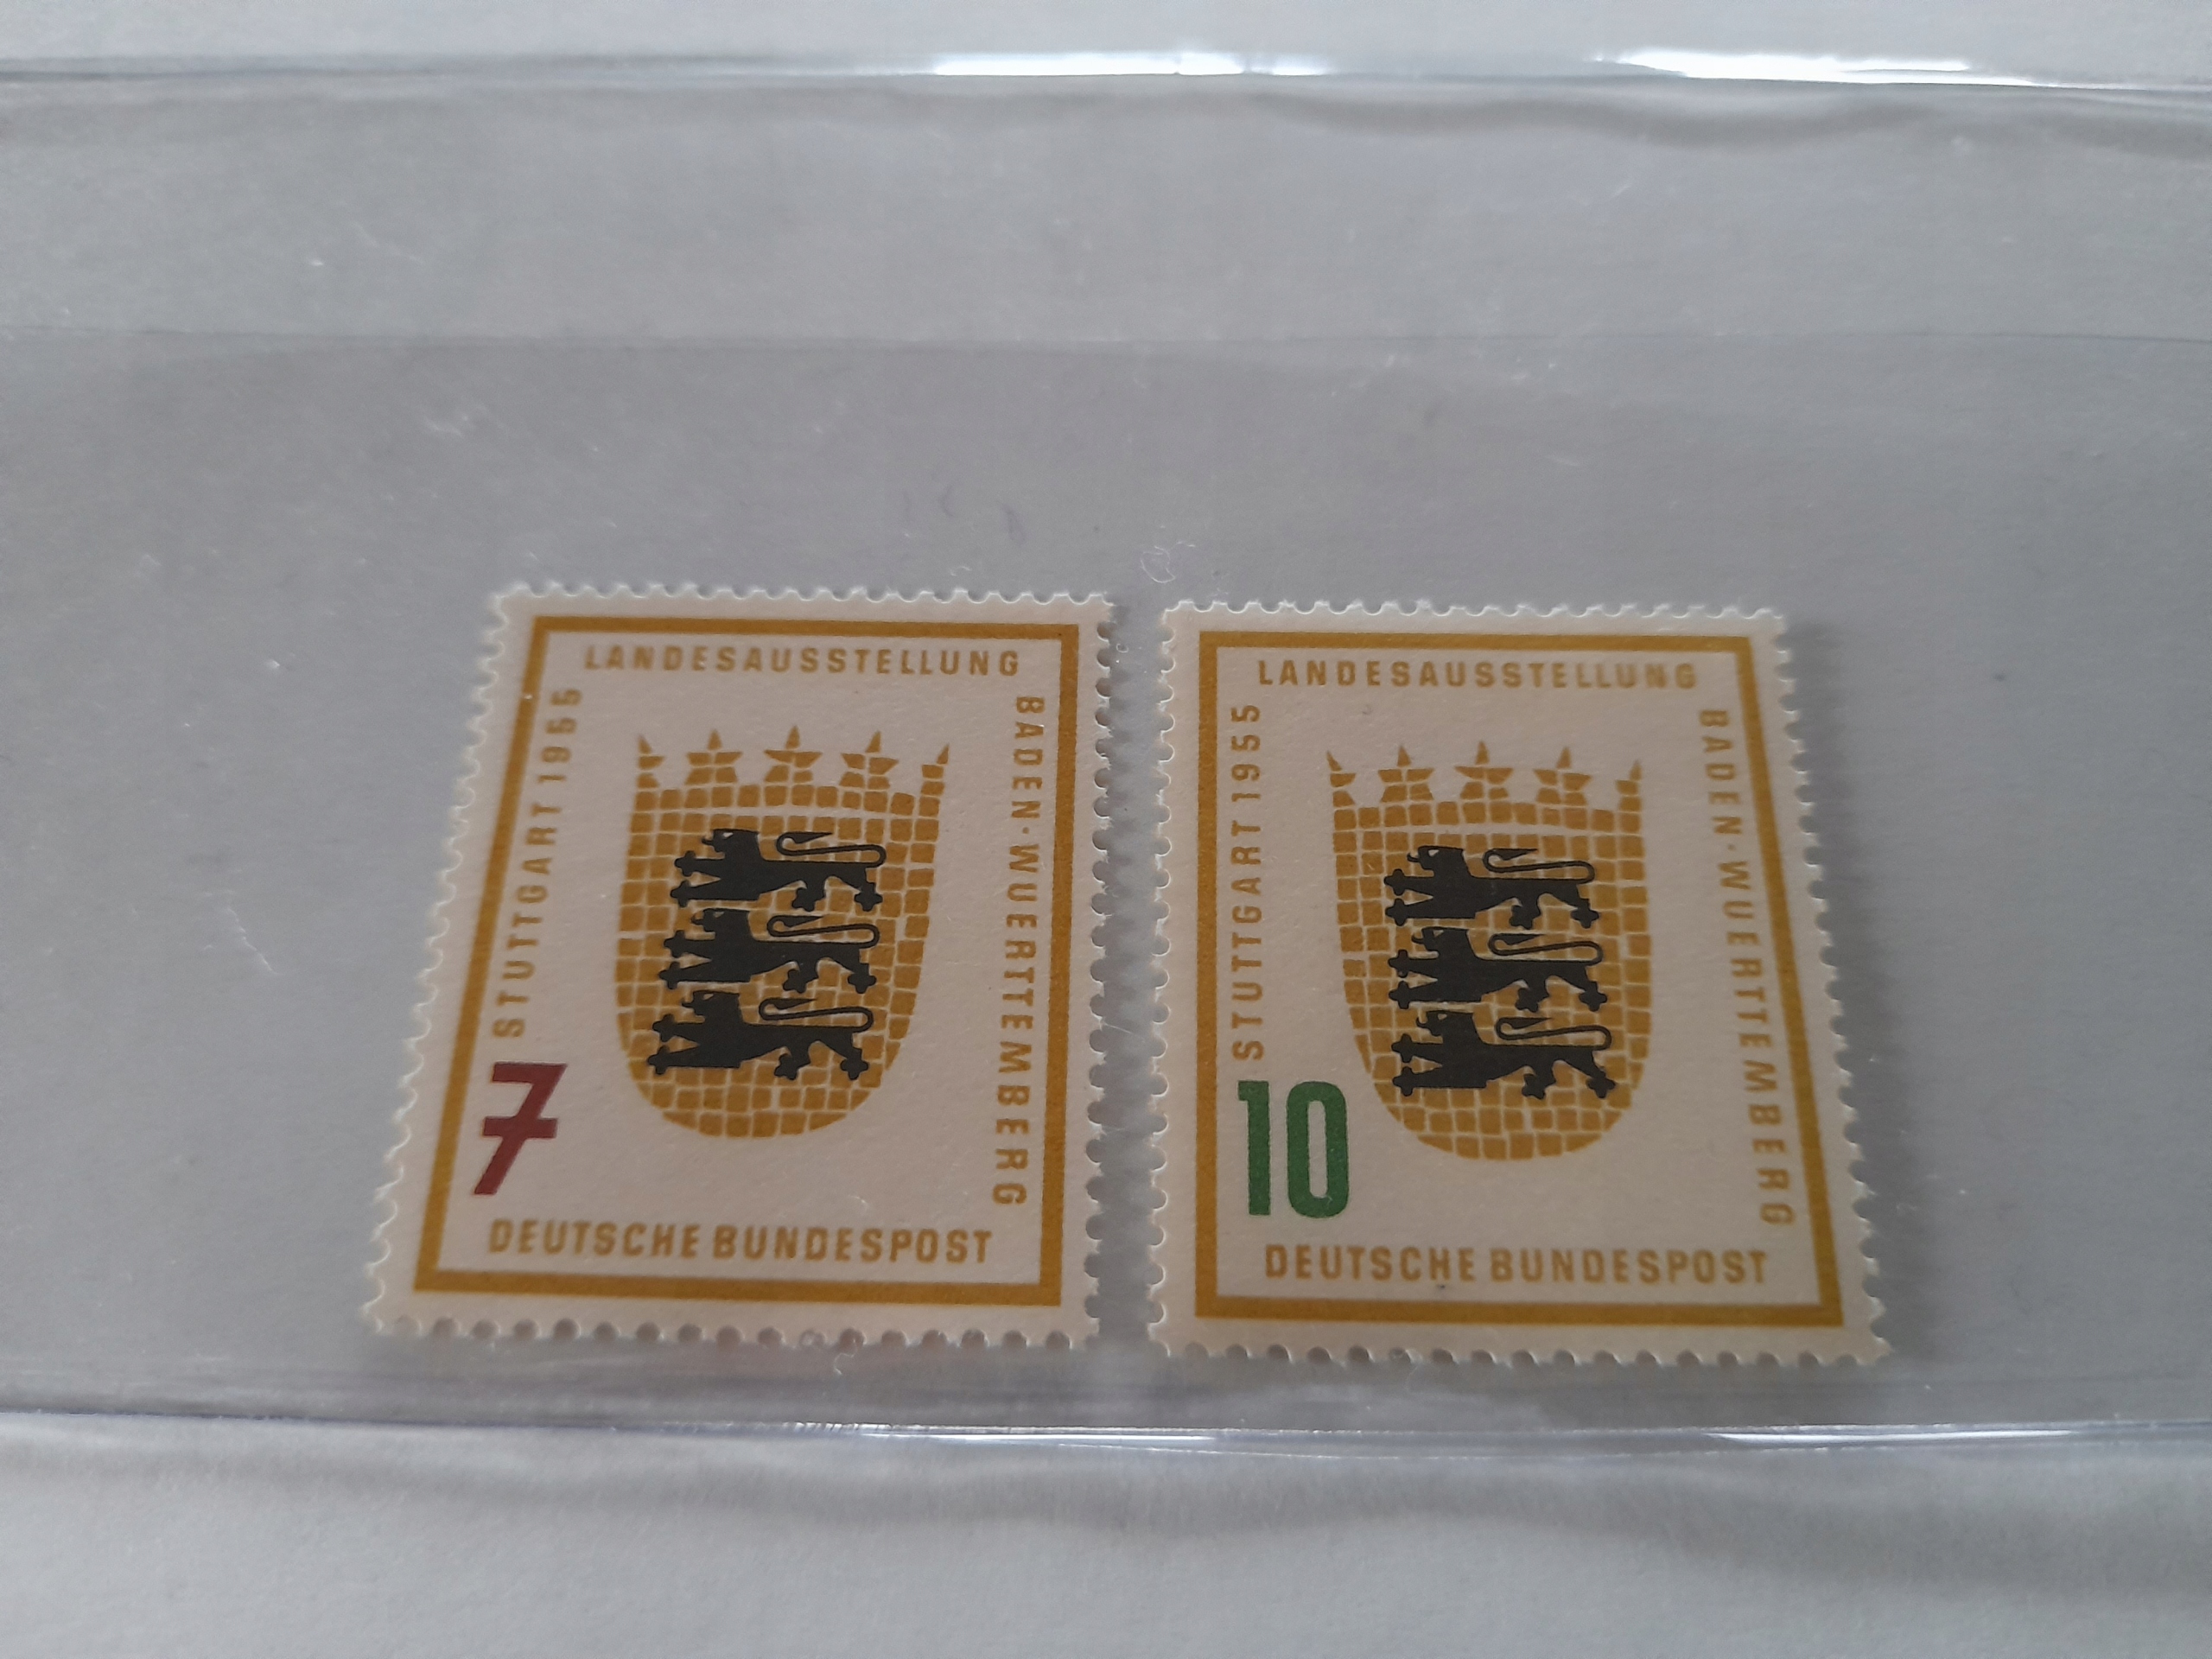 LANDESAUSSTELLUNG
STUTTGART 1955
BADEN-WUERTTEMBERG
7
DEUTSCHE BUNDESPOST
LANDESAUSSTELLUNG
STUTTGART 1955
BADEN-WUERTTEMBERG
10
DEUTSCHE BUNDESPOST